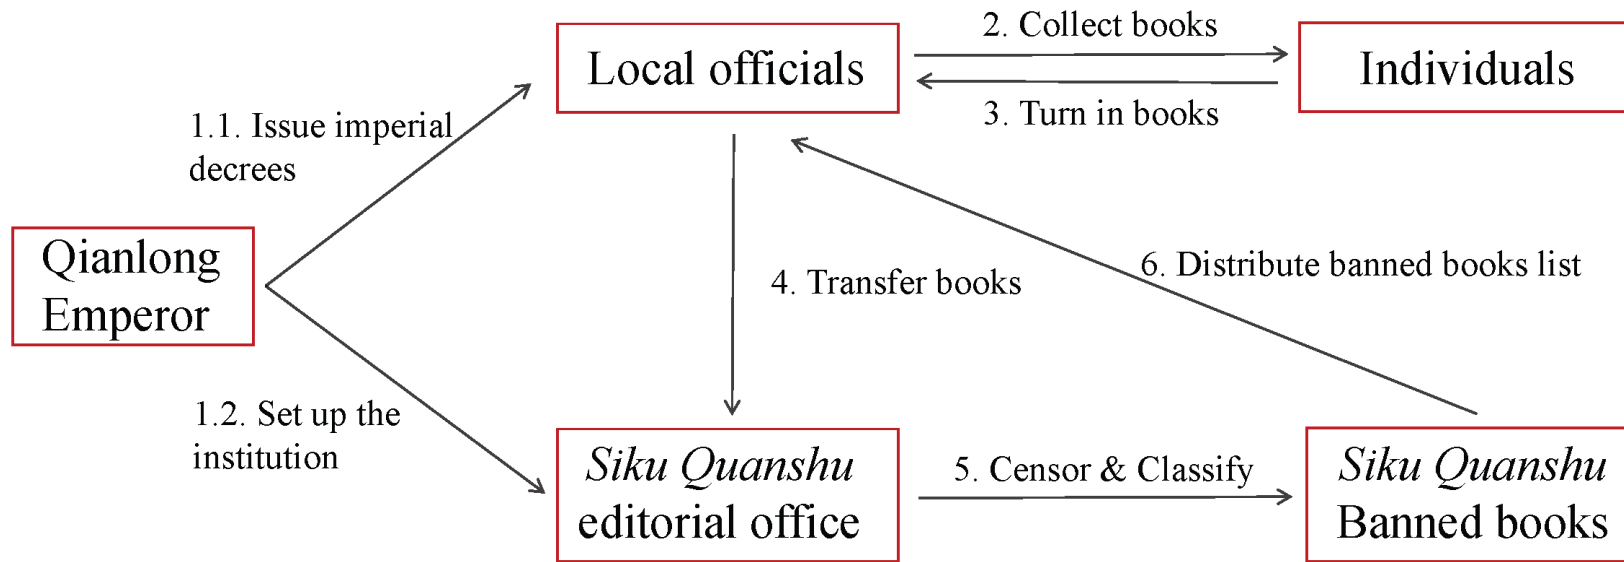 2. Collect books
Local officials
Individuals
3. Turn in books
1.1. Issue imperial
decrees
Qianlong
Emperor
4. Transfer books
6. Distribute banned books list
1.2. Set up the
institution
Siku Quanshu
editorial office
5. Censor & Classify
Siku Quanshu
Banned books